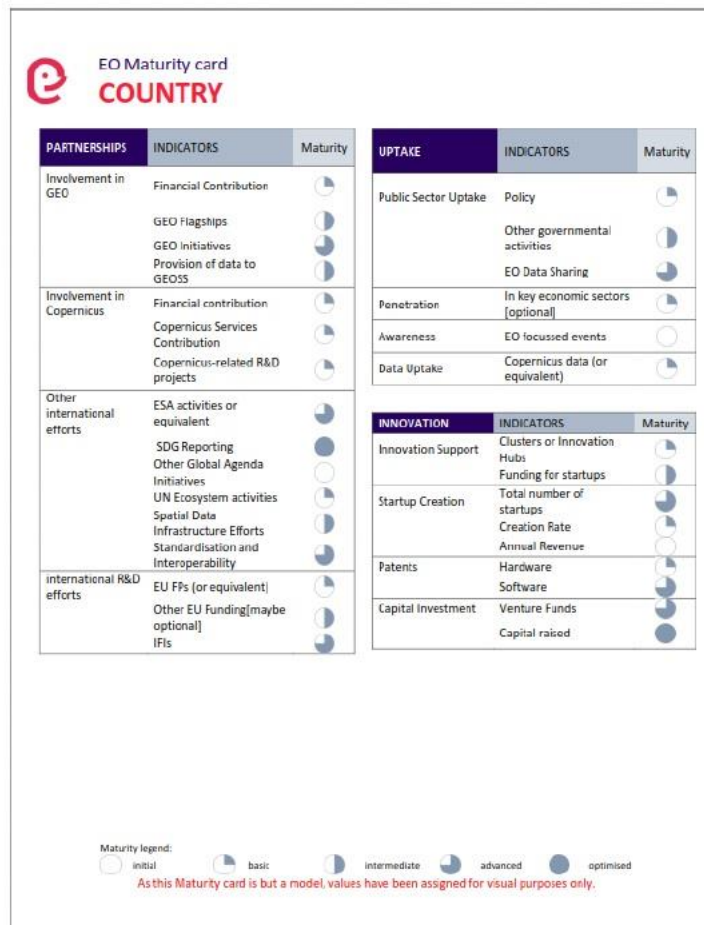 EO Maturity card
COUNTRY
PARTNERSHIPS INDICATORS Maturity
Involvement in
GEO
Financial Contribution
GEO Flagships
GEO Initiatives
Provision of data to
GEOSS
Involvement in
Copernicus
Financial contribution
Copernicus Services
Contribution
Copernicus-related R&D
projects
Other
international
efforts
ESA activities or
equivalent
SDG Reporting
Other Global Agenda
Initiatives
UN Ecosystem activities
Spatial Data
Infrastructure Efforts
Standardisation and
Interoperability
international R&D
efforts
EU FPs (or equivalent)
Other EU Funding[maybe
optional]
IFIs
UPTAKE INDICATORS Maturity
Public Sector Uptake Policy
Other governmental
activities
EO Data Sharing
Penetration
In key economic sectors
[optional]
Awareness EO focussed events
Data Uptake
Copernicus data (or
equivalent)
INNOVATION INDICATORS Maturity
Innovation Support
Clusters or Innovation
Hubs
Funding for startups
Startup Creation
Total number of
startups
Creation Rate
Annual Revenue
Patents Hardware
Software
Capital Investment Venture Funds
Capital raised
Maturity legend:
initial basic intermediate advanced optimised
As this Maturity card is but a model, values have been assigned for visual purposes only.